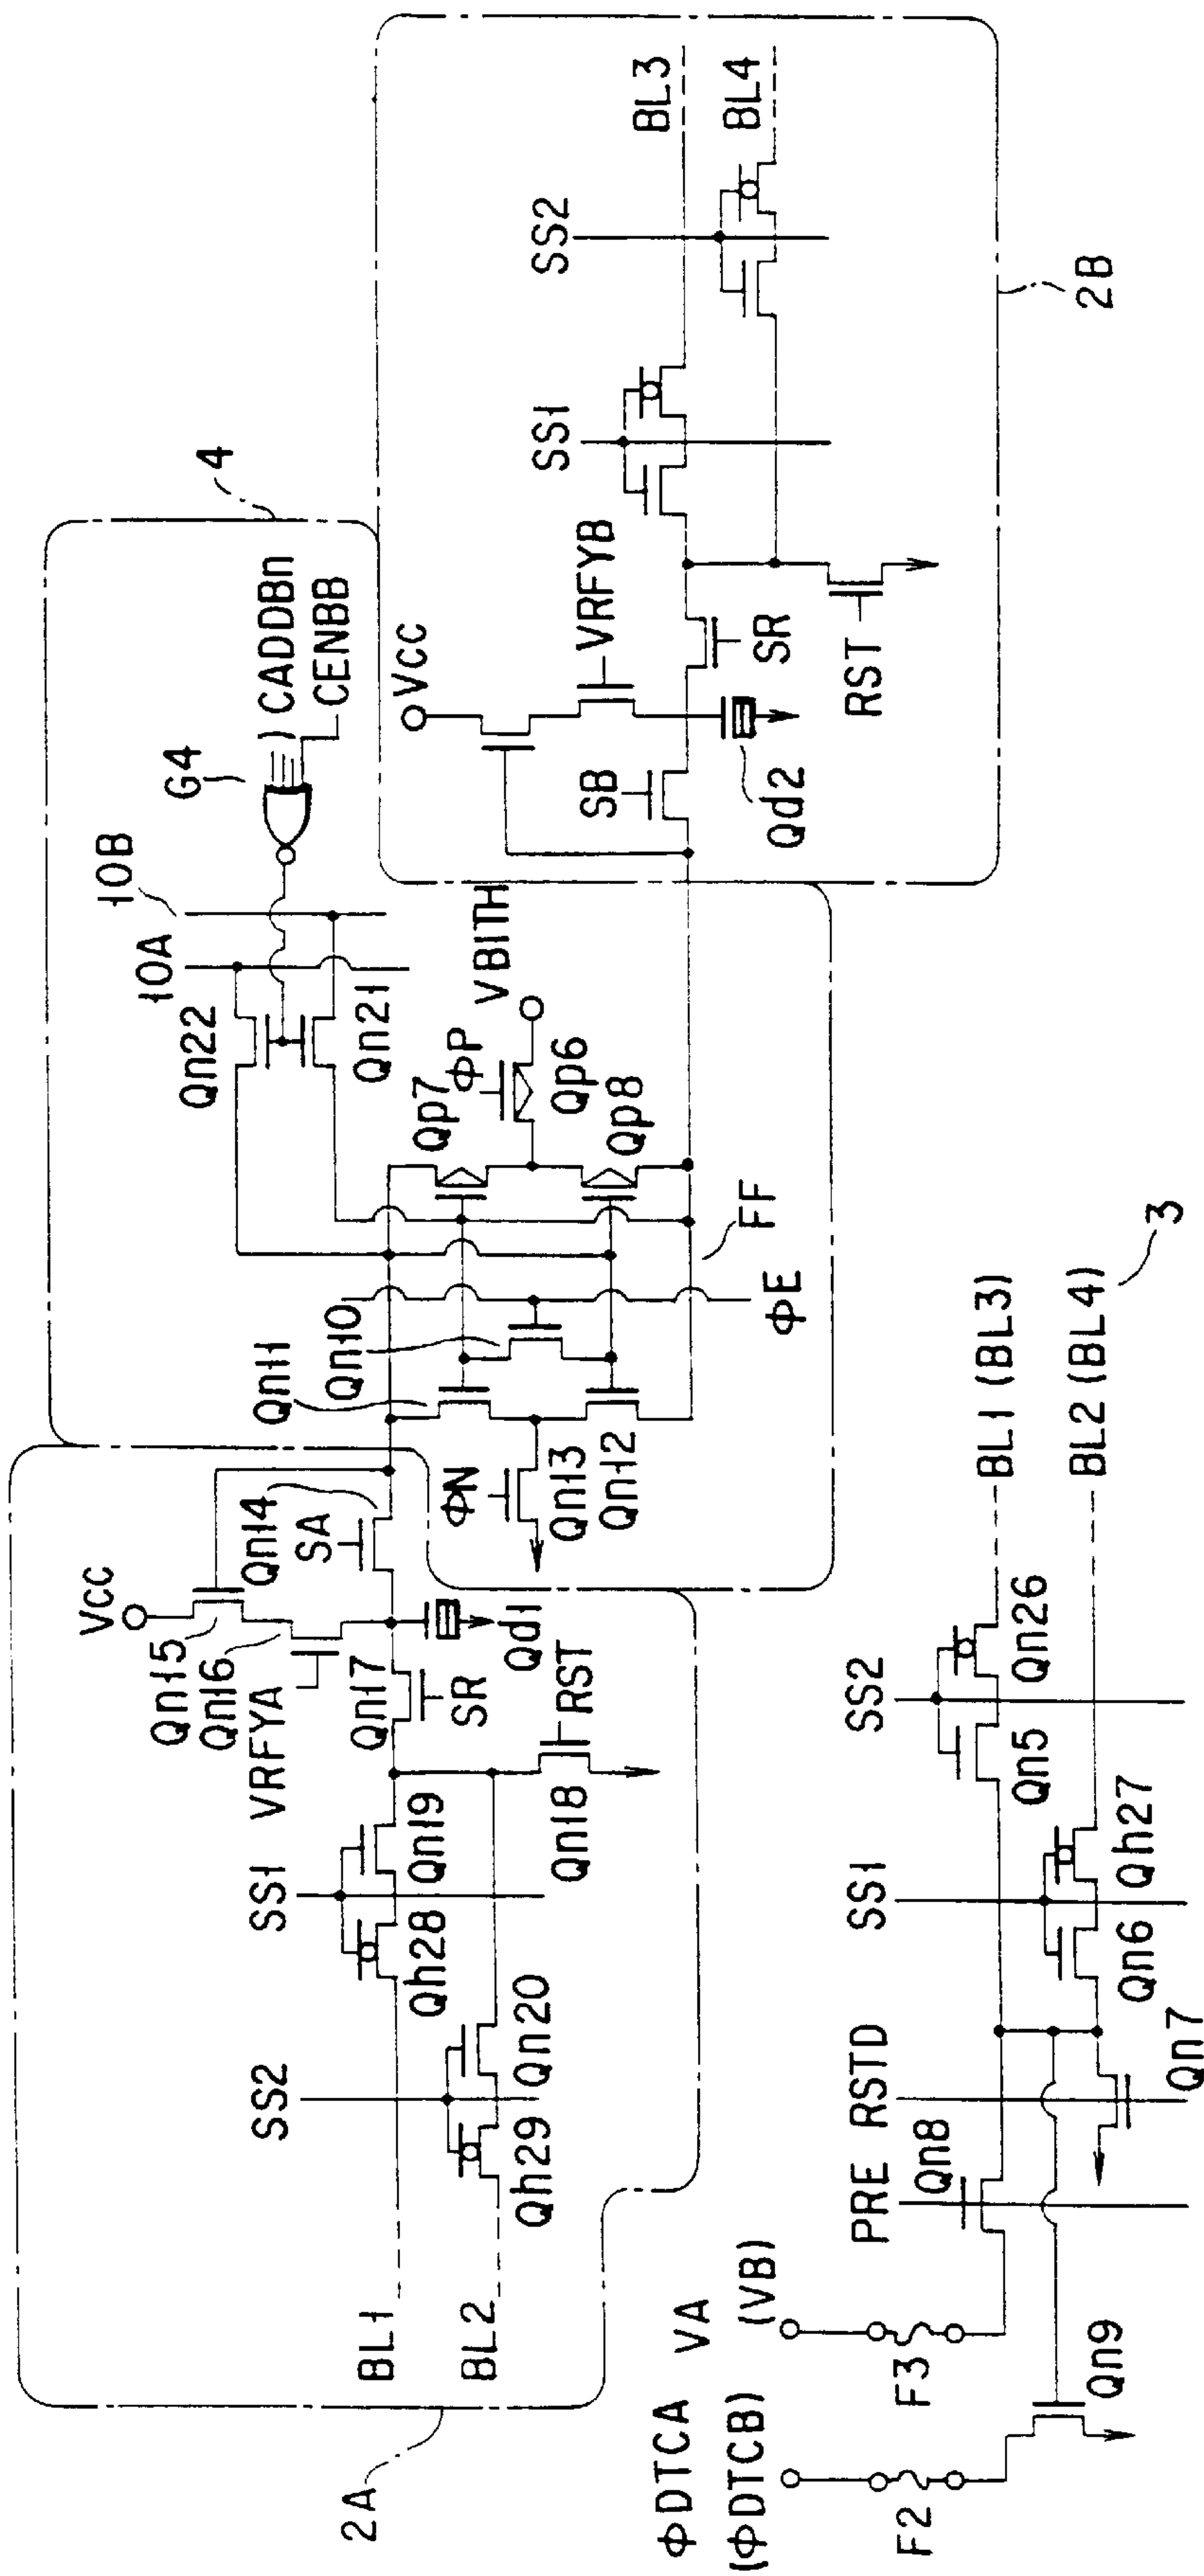 2A
BL1
BL2
SS2
Qh29
Qn20
SS1
Qh28
Qn19
Qn18
RST
VRFYA
Qn16
Qn15
VCC
Qn17
SR
Qd1
Qn14
SA
ΦN
Qn13
Qn12
Qn11
Qn10
ΦE
FF
Qp7
ΦP
Qp6
Qp8
VBITH
Qn22
Qn21
10A
10B
G4
CADDBn
CENBB
4
VCC
SB
Qd2
VRFYB
SR
RST
SS1
SS2
BL3
BL4
2B
ΦDTCA
(ΦDTCB)
VA
(VB)
F2
F3
Qn9
PRE
Qn8
RSTD
Qn7
SS1
Qn6
Qh27
SS2
Qn5
Qn26
BL1 (BL3)
BL2 (BL4)
3